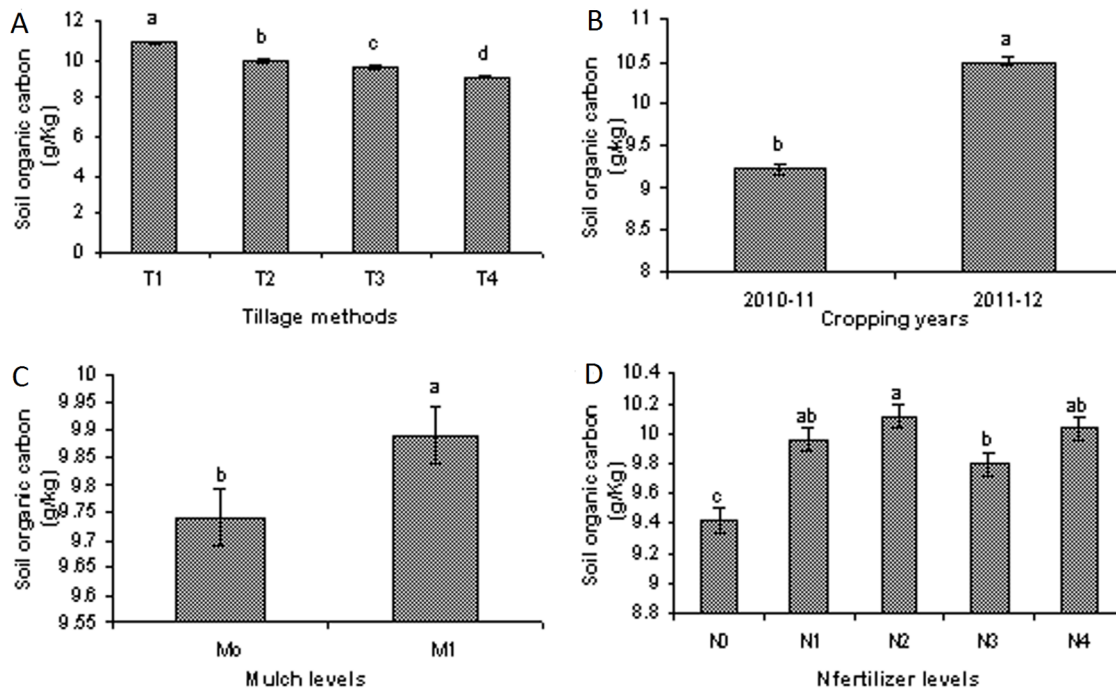 A
Soil organic carbon
(g/Kg)
12
10
8
6
4
2
0
a
b
c
d
T1
T2
T3
T4
Tillage methods
B
Soil organic carbon
(g/kg)
11
10.5
10
9.5
9
8.5
8
b
a
2010-11
2011-12
Cropping years
C
Soil organic carbon
(g/kg)
10
9.95
9.9
9.85
9.8
9.75
9.7
9.65
9.6
9.55
b
a
Mo
M1
Mulch levels
D
Soil organic carbon
(g/Kg)
10.4
10.2
10
9.8
9.6
9.4
9.2
9
8.8
c
ab
a
b
ab
N0
N1
N2
N3
N4
Nfertilizer levels